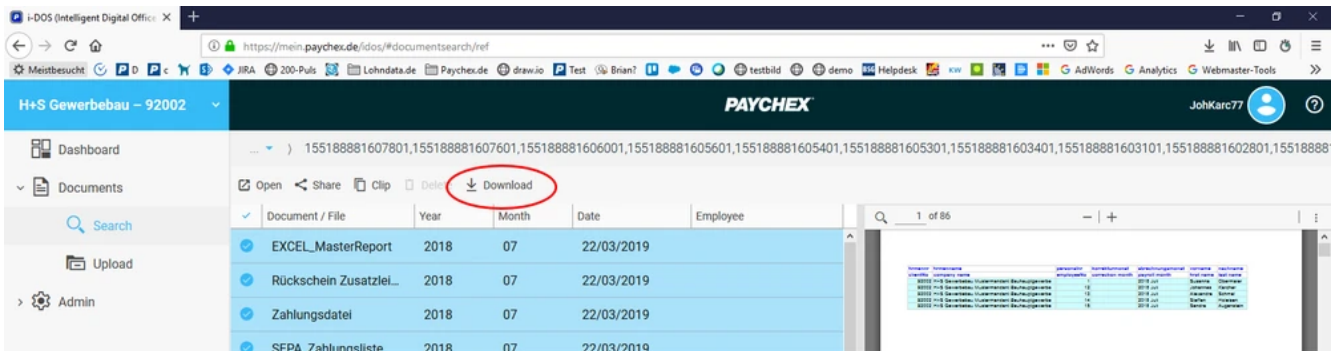 i-DOS (Intelligent Digital Office
https://mein.paychex.de/idos/#documentsearch/ref
Meistbesucht P D P c JIRA 200-Puls Lohndata.de Paychex.de draw.io Test Brian? testbild demo Helpdesk KW AdWords Analytics Webmaster-Tools
H+S Gewerbebau – 92002 PAYCHEX JohKarc77
Dashboard ... 155188881607801,155188881607601,155188881606001,155188881605601,155188881605401,155188881605301,155188881603401,155188881603101,155188881602801,1551888
Documents Open Share Clip Delete Download
Document / File Year Month Date Employee 1 of 86
Search
EXCEL_MasterReport 2018 07 22/03/2019
Upload
Rückschein Zusatzlei... 2018 07 22/03/2019
Admin
Zahlungsdatei 2018 07 22/03/2019
SEPA_Zahlungsliste 2018 07 22/03/2019